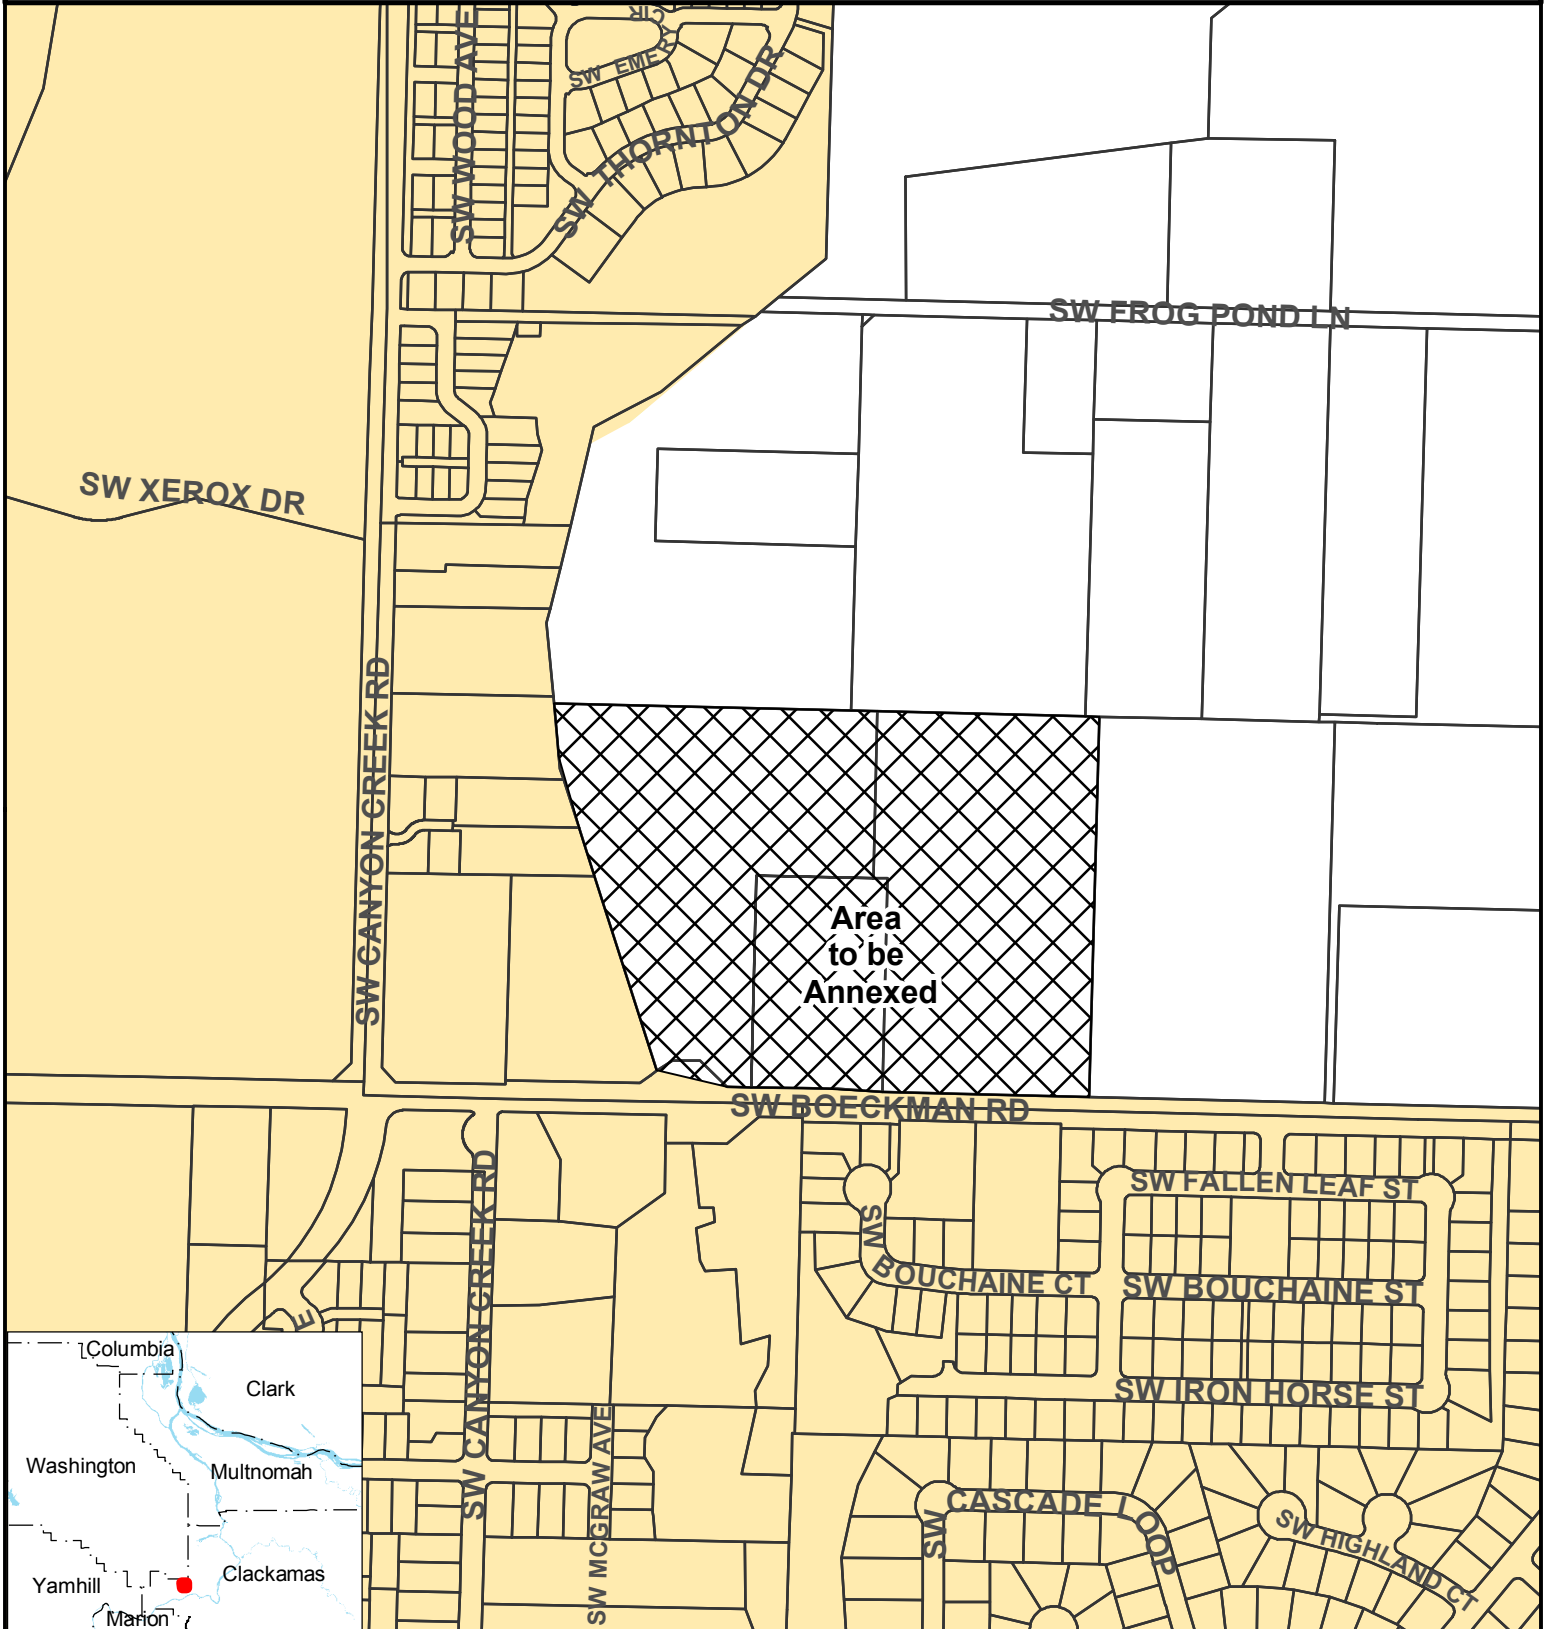 SW WOOD AVE
CIR
SW EMERY
SW THORNTON DR
SW FROG POND LN
SW XEROX DR
SW CANYON CREEK RD
Area
to be
Annexed
SW BOECKMAN RD
SW CANYON CREEK RD
SW FALLEN LEAF ST
SW
BOUCHAINE CT
SW BOUCHAINE ST
SW IRON HORSE ST
SW MCGRAW AVE
SW CASCADE LOOP
SW HIGHLAND CT
Columbia
Clark
Washington
Multnomah
Yamhill
Clackamas
Marion